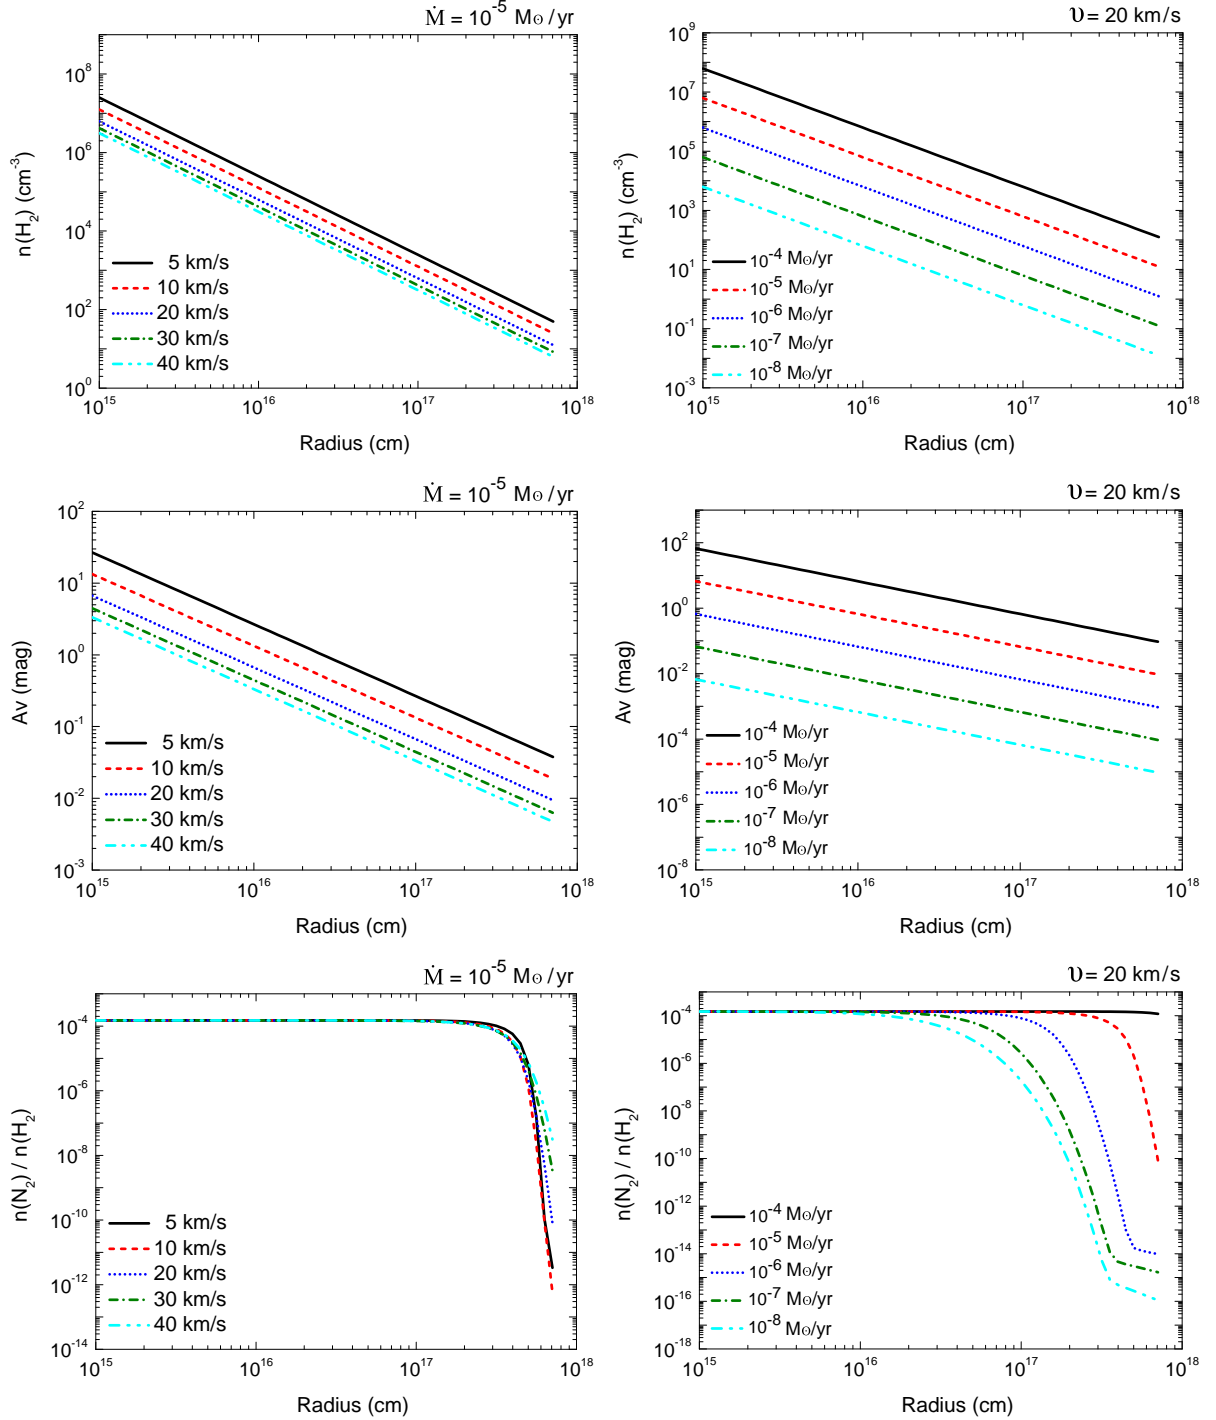 Ṁ = 10⁻⁵ M⊙/yr
n(H₂) (cm⁻³)
10⁸
10⁶
10⁴
10²
10⁰
5 km/s
10 km/s
20 km/s
30 km/s
40 km/s
10¹⁵ 10¹⁶ 10¹⁷ 10¹⁸
Radius (cm)
υ = 20 km/s
n(H₂) (cm⁻³)
10⁹
10⁷
10⁵
10³
10¹
10⁻¹
10⁻³
10⁻⁴ M⊙/yr
10⁻⁵ M⊙/yr
10⁻⁶ M⊙/yr
10⁻⁷ M⊙/yr
10⁻⁸ M⊙/yr
10¹⁵ 10¹⁶ 10¹⁷ 10¹⁸
Radius (cm)
Ṁ = 10⁻⁵ M⊙/yr
Av (mag)
10²
10¹
10⁰
10⁻¹
10⁻²
10⁻³
5 km/s
10 km/s
20 km/s
30 km/s
40 km/s
10¹⁵ 10¹⁶ 10¹⁷ 10¹⁸
Radius (cm)
υ = 20 km/s
Av (mag)
10²
10⁰
10⁻²
10⁻⁴
10⁻⁶
10⁻⁸
10⁻⁴ M⊙/yr
10⁻⁵ M⊙/yr
10⁻⁶ M⊙/yr
10⁻⁷ M⊙/yr
10⁻⁸ M⊙/yr
10¹⁵ 10¹⁶ 10¹⁷ 10¹⁸
Radius (cm)
Ṁ = 10⁻⁵ M⊙/yr
n(N₂) / n(H₂)
10⁻⁴
10⁻⁶
10⁻⁸
10⁻¹⁰
10⁻¹²
10⁻¹⁴
5 km/s
10 km/s
20 km/s
30 km/s
40 km/s
10¹⁵ 10¹⁶ 10¹⁷ 10¹⁸
Radius (cm)
υ = 20 km/s
n(N₂) / n(H₂)
10⁻⁴
10⁻⁶
10⁻⁸
10⁻¹⁰
10⁻¹²
10⁻¹⁴
10⁻¹⁶
10⁻¹⁸
10⁻⁴ M⊙/yr
10⁻⁵ M⊙/yr
10⁻⁶ M⊙/yr
10⁻⁷ M⊙/yr
10⁻⁸ M⊙/yr
10¹⁵ 10¹⁶ 10¹⁷ 10¹⁸
Radius (cm)